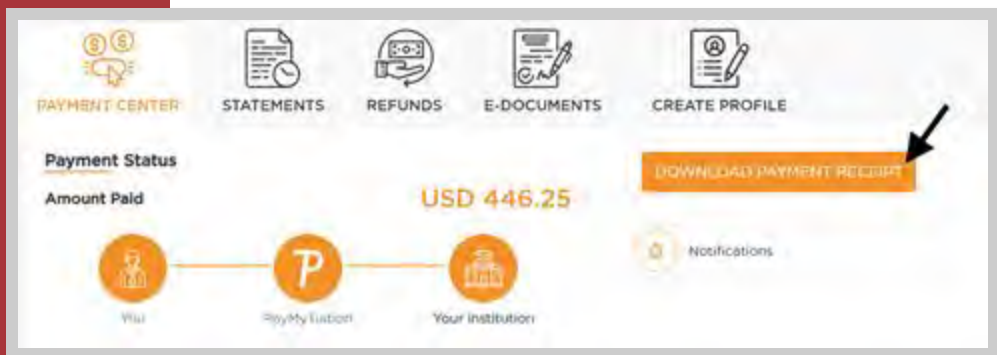 PAYMENT CENTER
STATEMENTS
REFUNDS
E-DOCUMENTS
CREATE PROFILE
Payment Status
DOWNLOAD PAYMENT RECEIPT
Amount Paid
USD 446.25
Notifications
You
PayMyTuition
Your Institution